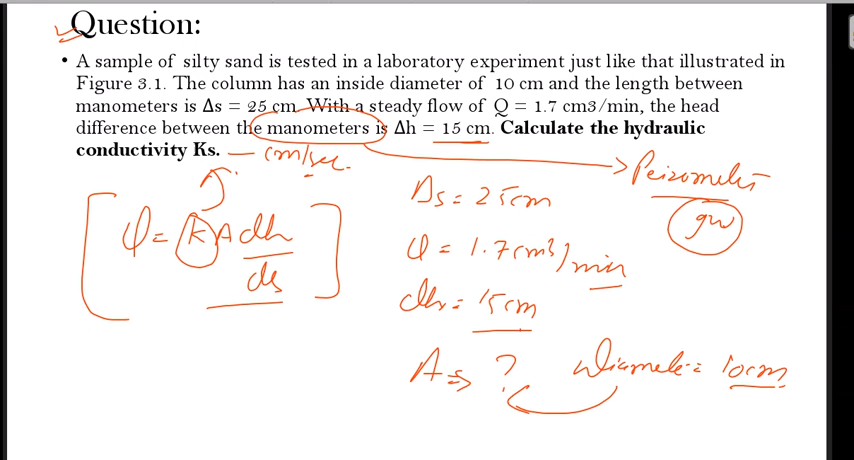 Question:
• A sample of silty sand is tested in a laboratory experiment just like that illustrated in
Figure 3.1. The column has an inside diameter of 10 cm and the length between
manometers is Δs = 25 cm. With a steady flow of Q = 1.7 cm3/min, the head
difference between the manometers is Δh = 15 cm. Calculate the hydraulic
conductivity Ks. — cm/sec.
Peizometer
gw
Q = KA dh/ds
Δs = 25cm
Q = 1.7cm³/min
dh = 15cm
A ⇒ ? Diameter = 10cm